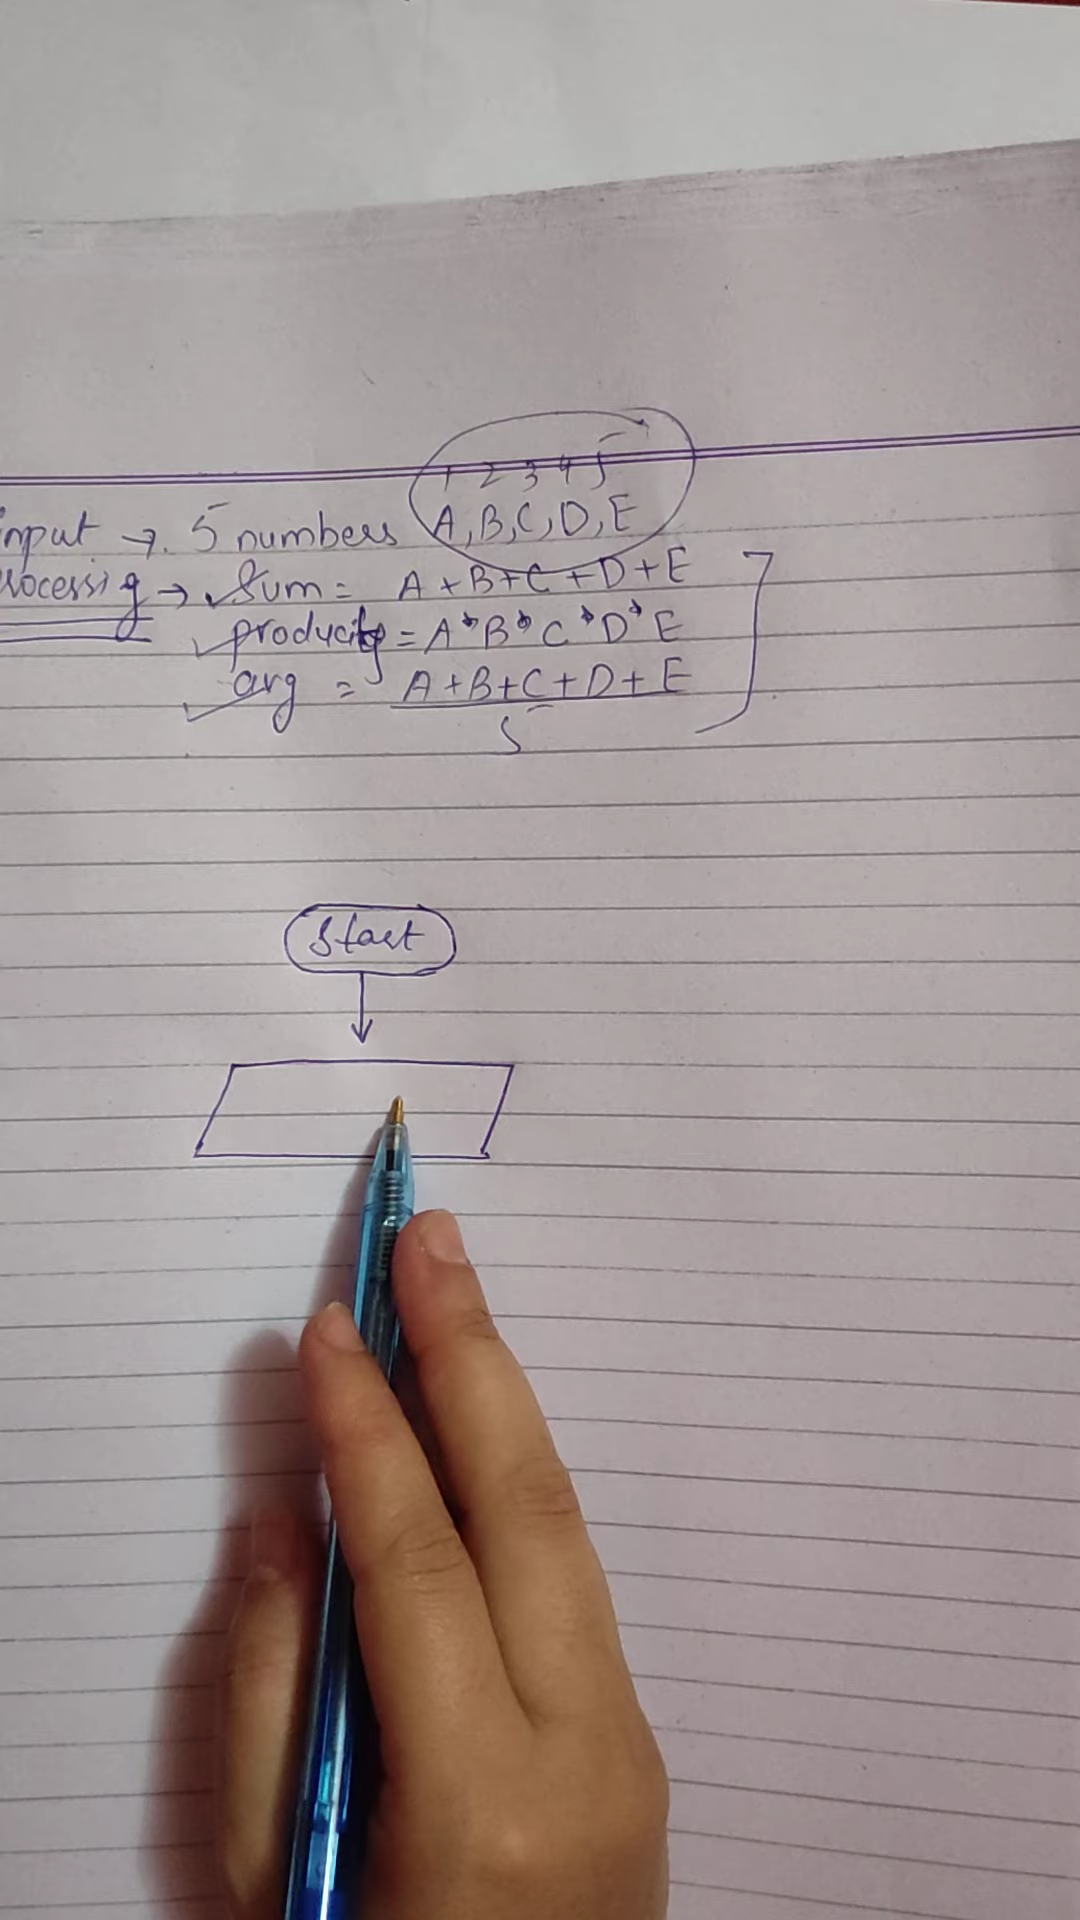 1 2 3 4 5
input → 5 numbers A, B, C, D, E
rocessig → Sum = A + B + C + D + E
product = A * B * C * D * E
avg = A + B + C + D + E
5
Start